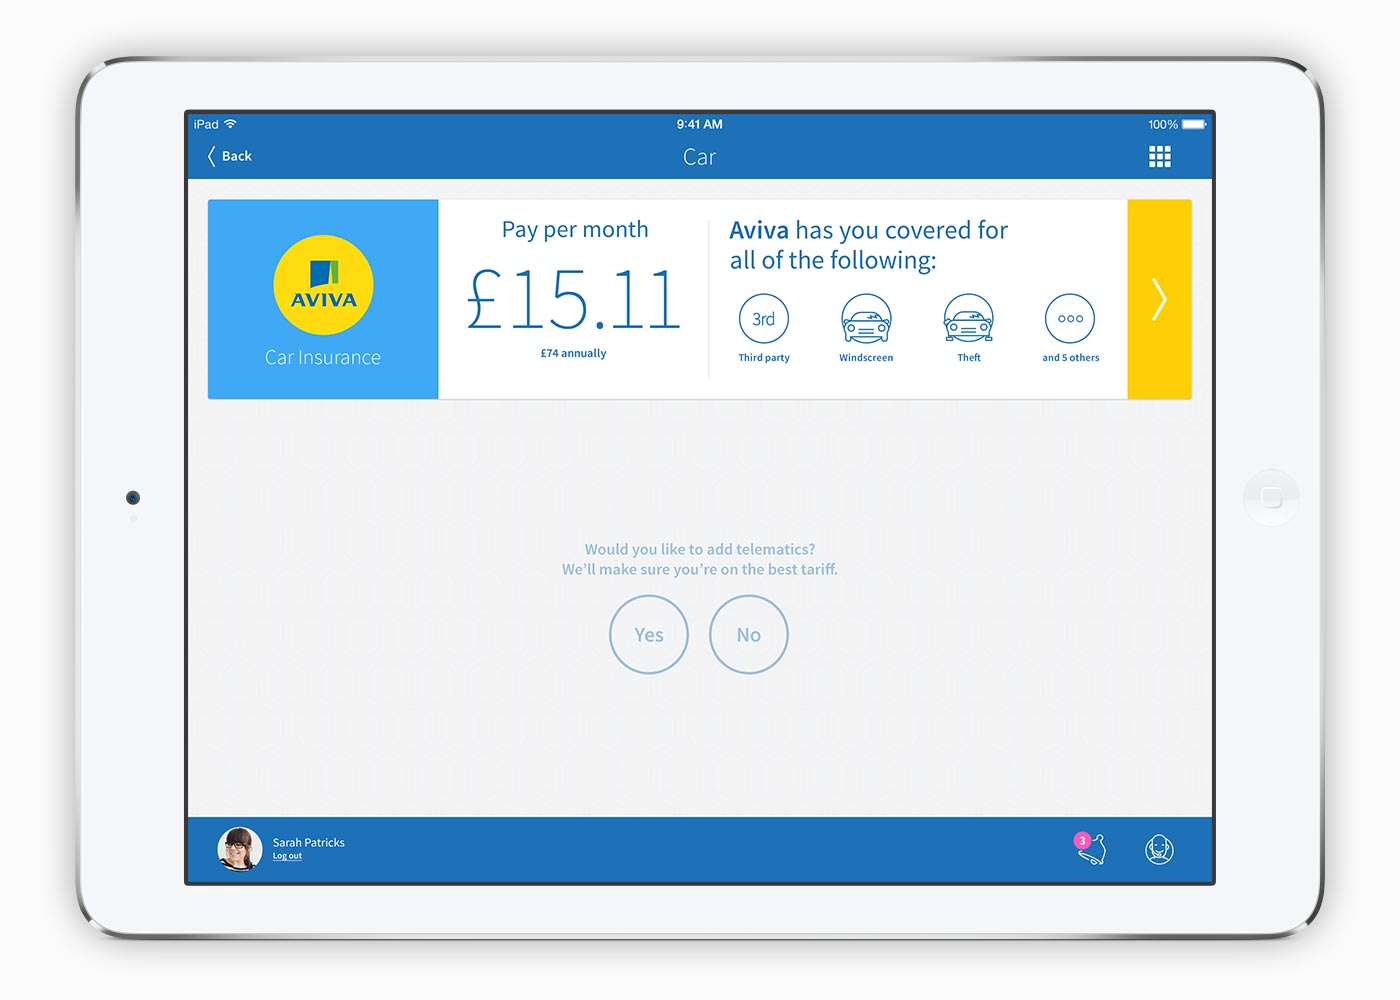 iPad
9:41 AM
100%
Back
Car
AVIVA
Car Insurance
Pay per month
£15.11
£74 annually
Aviva has you covered for
all of the following:
3rd
Third party
Windscreen
Theft
and 5 others
Would you like to add telematics?
We'll make sure you're on the best tariff.
Yes
No
Sarah Patricks
Log out
3